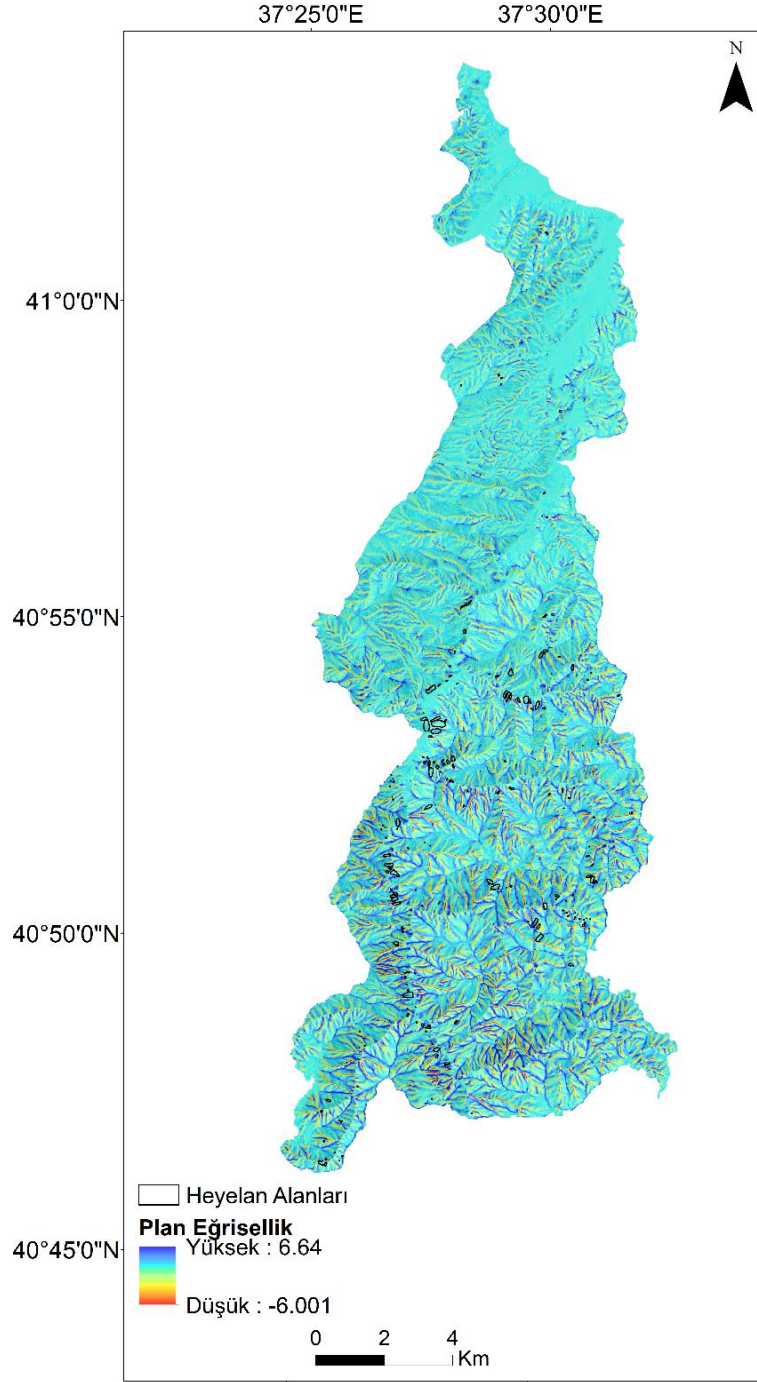 37°25'0"E 37°30'0"E
N
41°0'0"N
40°55'0"N
40°50'0"N
40°45'0"N
Heyelan Alanları
Plan Eğrisellik
Yüksek : 6.64
Düşük : -6.001
0 2 4
Km